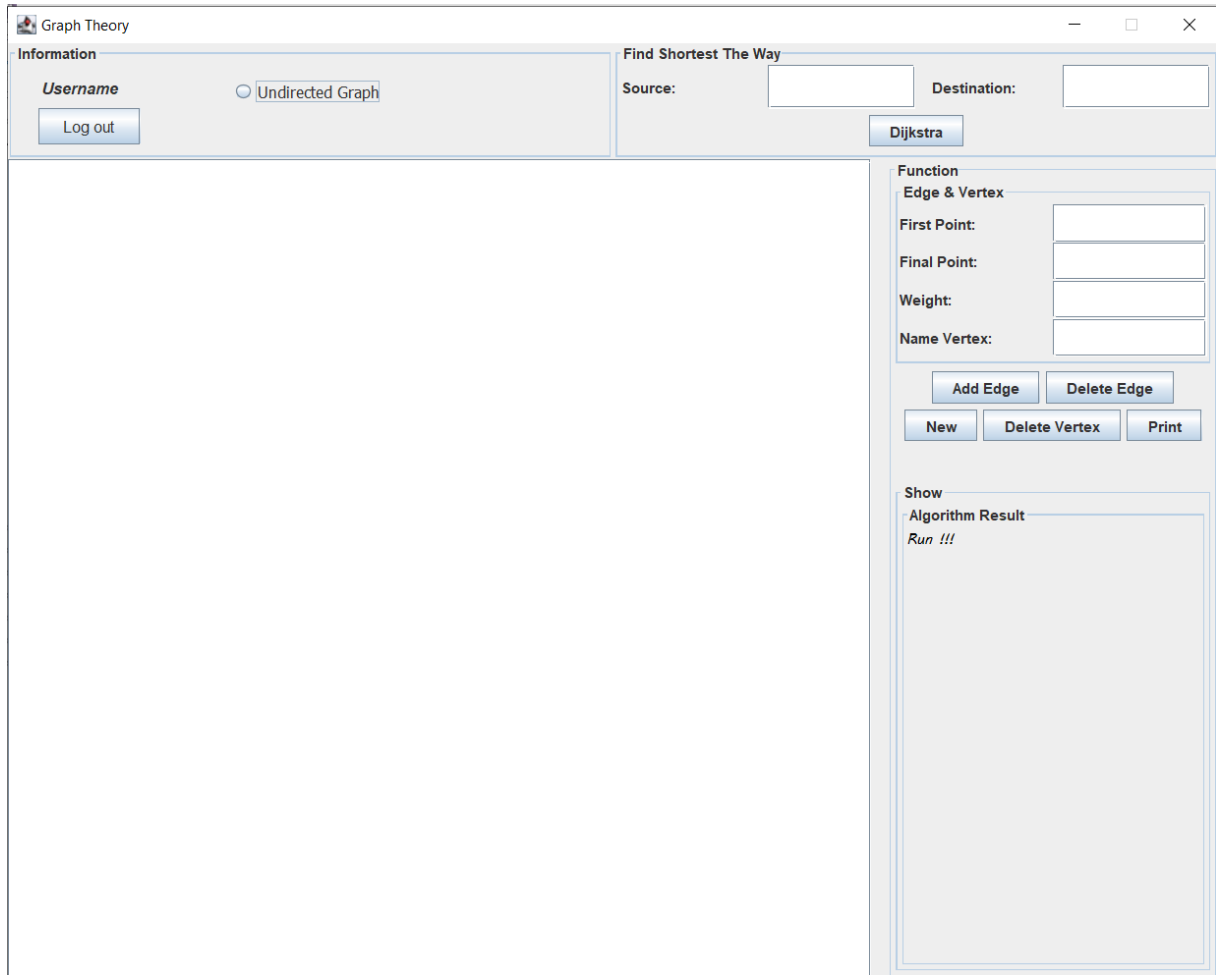 Graph Theory
Information
Username
Undirected Graph
Log out
Find Shortest The Way
Source:
Destination:
Dijkstra
Function
Edge & Vertex
First Point:
Final Point:
Weight:
Name Vertex:
Add Edge Delete Edge
New Delete Vertex Print
Show
Algorithm Result
Run !!!